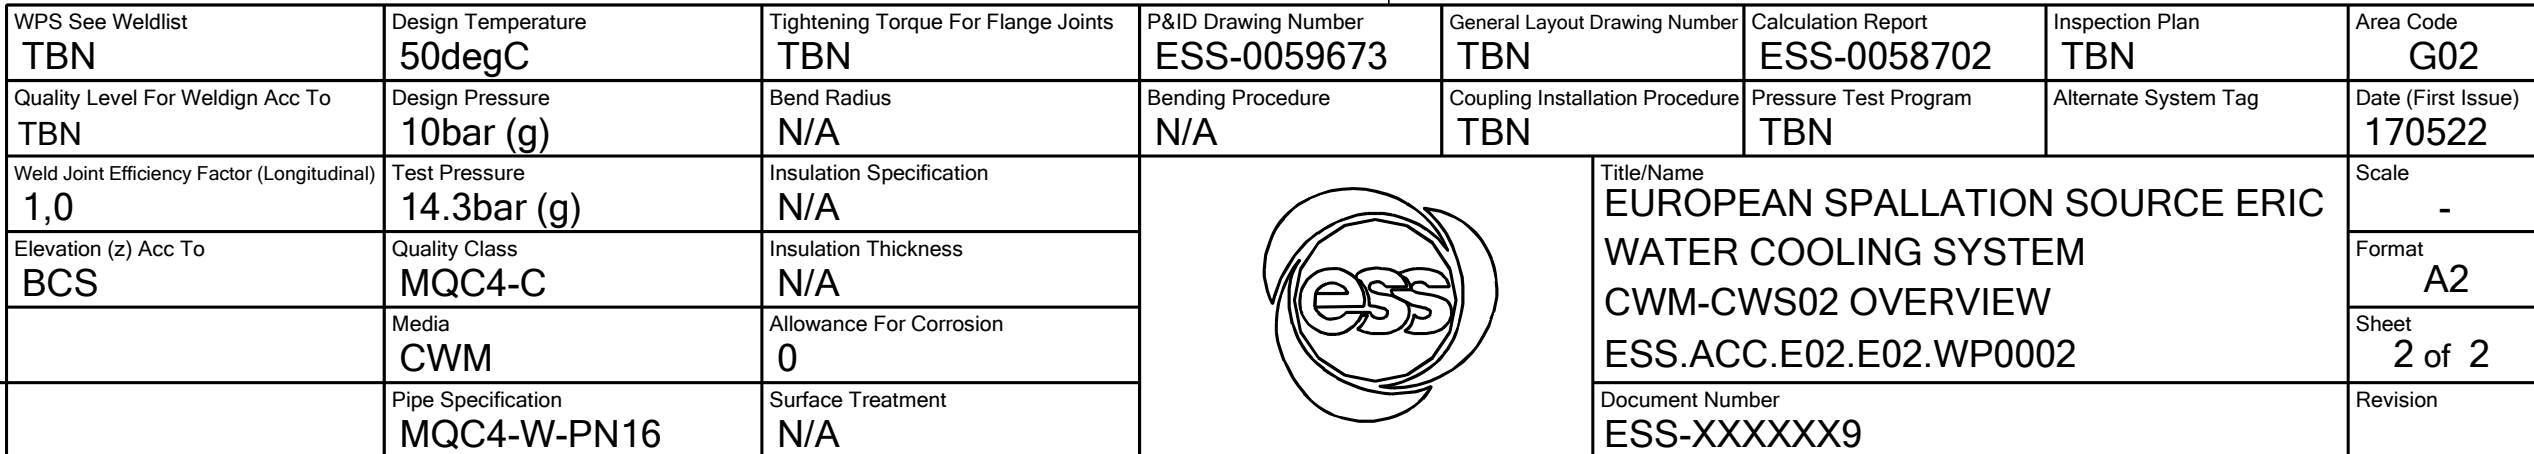 WPS See Weldlist
TBN
Design Temperature
50degC
Tightening Torque For Flange Joints
TBN
P&ID Drawing Number
ESS-0059673
General Layout Drawing Number
TBN
Calculation Report
ESS-0058702
Inspection Plan
TBN
Area Code
G02
Quality Level For Weldign Acc To
TBN
Design Pressure
10bar (g)
Bend Radius
N/A
Bending Procedure
N/A
Coupling Installation Procedure
TBN
Pressure Test Program
TBN
Alternate System Tag
Date (First Issue)
170522
Weld Joint Efficiency Factor (Longitudinal)
1,0
Test Pressure
14.3bar (g)
Insulation Specification
N/A
ess
Title/Name
EUROPEAN SPALLATION SOURCE ERIC
WATER COOLING SYSTEM
CWM-CWS02 OVERVIEW
ESS.ACC.E02.E02.WP0002
Scale
-
Elevation (z) Acc To
BCS
Quality Class
MQC4-C
Insulation Thickness
N/A
Format
A2
Media
CWM
Allowance For Corrosion
0
Sheet
2 of 2
Pipe Specification
MQC4-W-PN16
Surface Treatment
N/A
Document Number
ESS-XXXXXX9
Revision